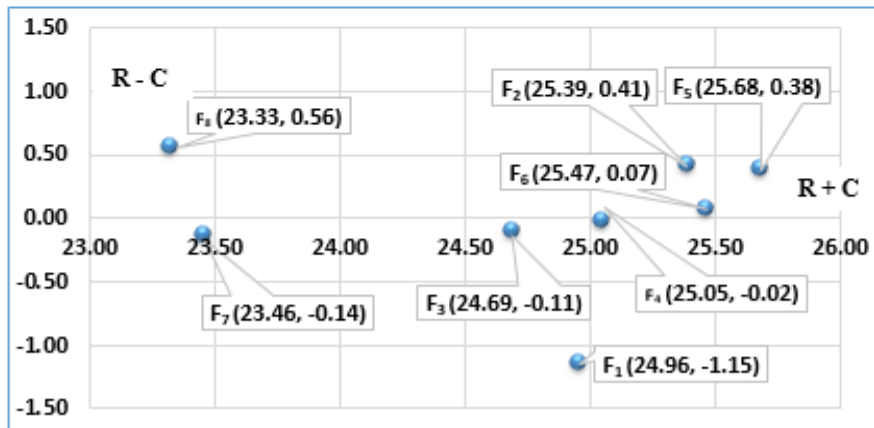 1.50
R - C
1.00
F₂ (25.39, 0.41)
F₅ (25.68, 0.38)
F₈ (23.33, 0.56)
0.50
F₆ (25.47, 0.07)
R + C
0.00
23.00 23.50 24.00 24.50 25.00 25.50 26.00
-0.50
F₇ (23.46, -0.14)
F₃ (24.69, -0.11)
F₄ (25.05, -0.02)
-1.00
F₁ (24.96, -1.15)
-1.50